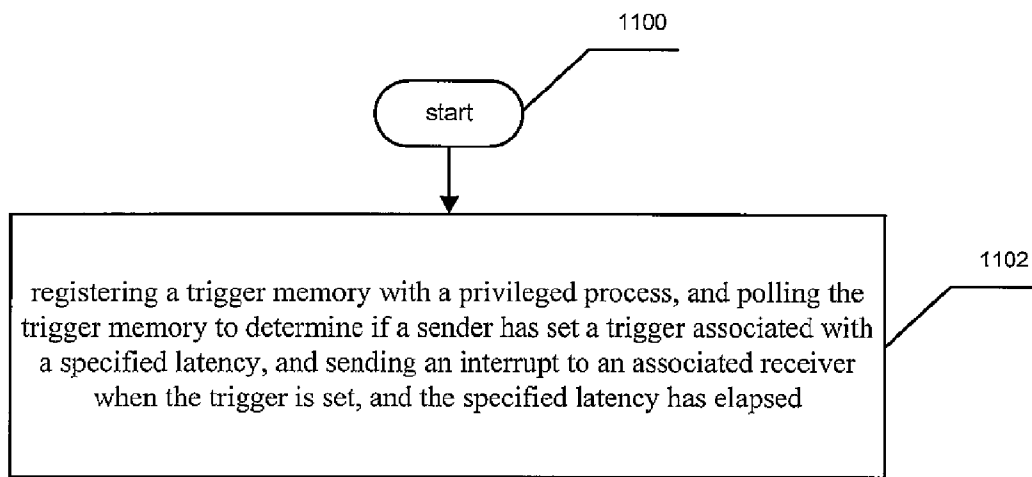 1100
start
1102
registering a trigger memory with a privileged process, and polling the
trigger memory to determine if a sender has set a trigger associated with
a specified latency, and sending an interrupt to an associated receiver
when the trigger is set, and the specified latency has elapsed